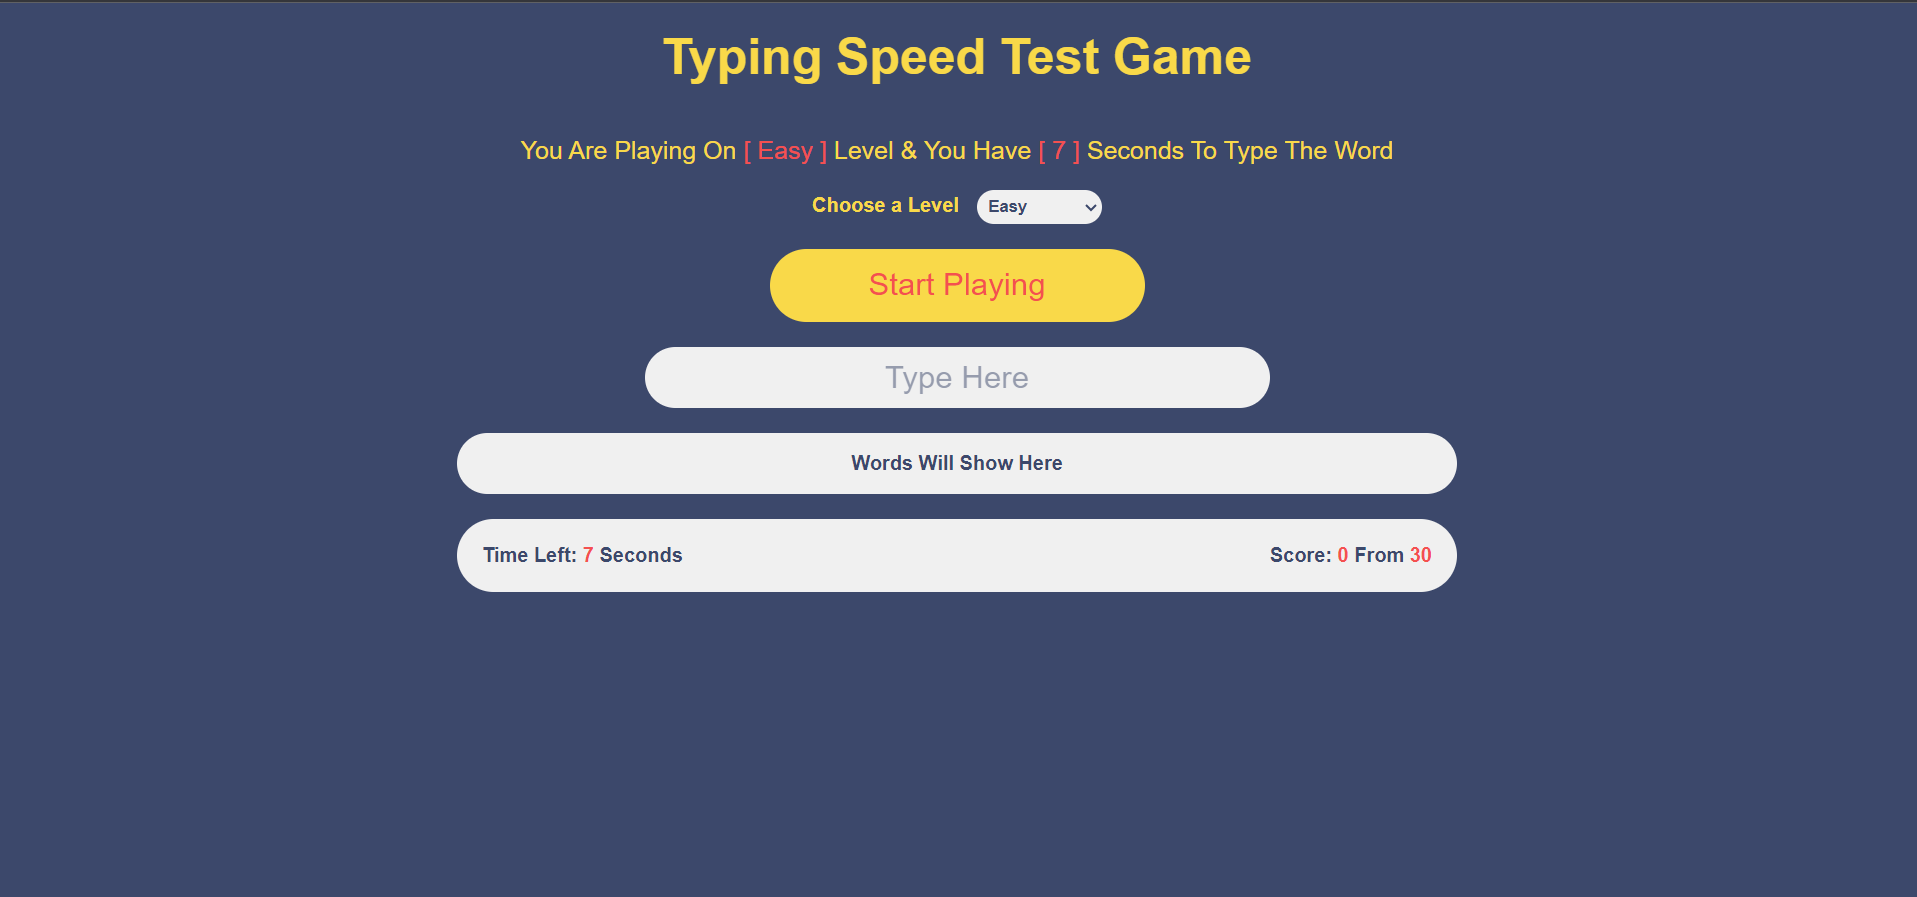 Typing Speed Test Game
You Are Playing On [ Easy ] Level & You Have [ 7 ] Seconds To Type The Word
Choose a Level Easy
Start Playing
Type Here
Words Will Show Here
Time Left: 7 Seconds Score: 0 From 30